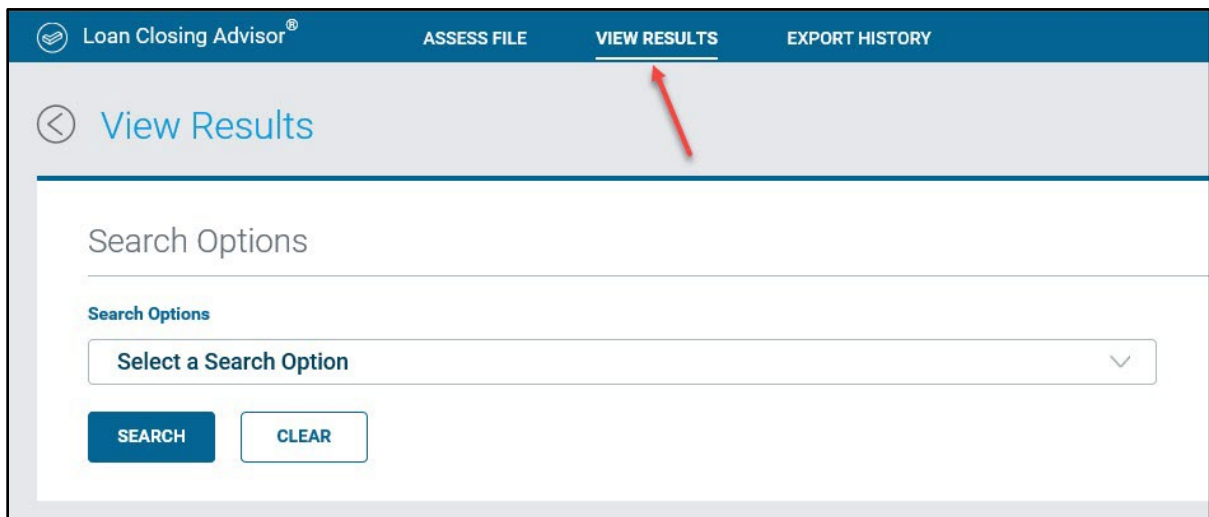 Loan Closing Advisor® ASSESS FILE VIEW RESULTS EXPORT HISTORY
View Results
Search Options
Search Options
Select a Search Option
SEARCH CLEAR